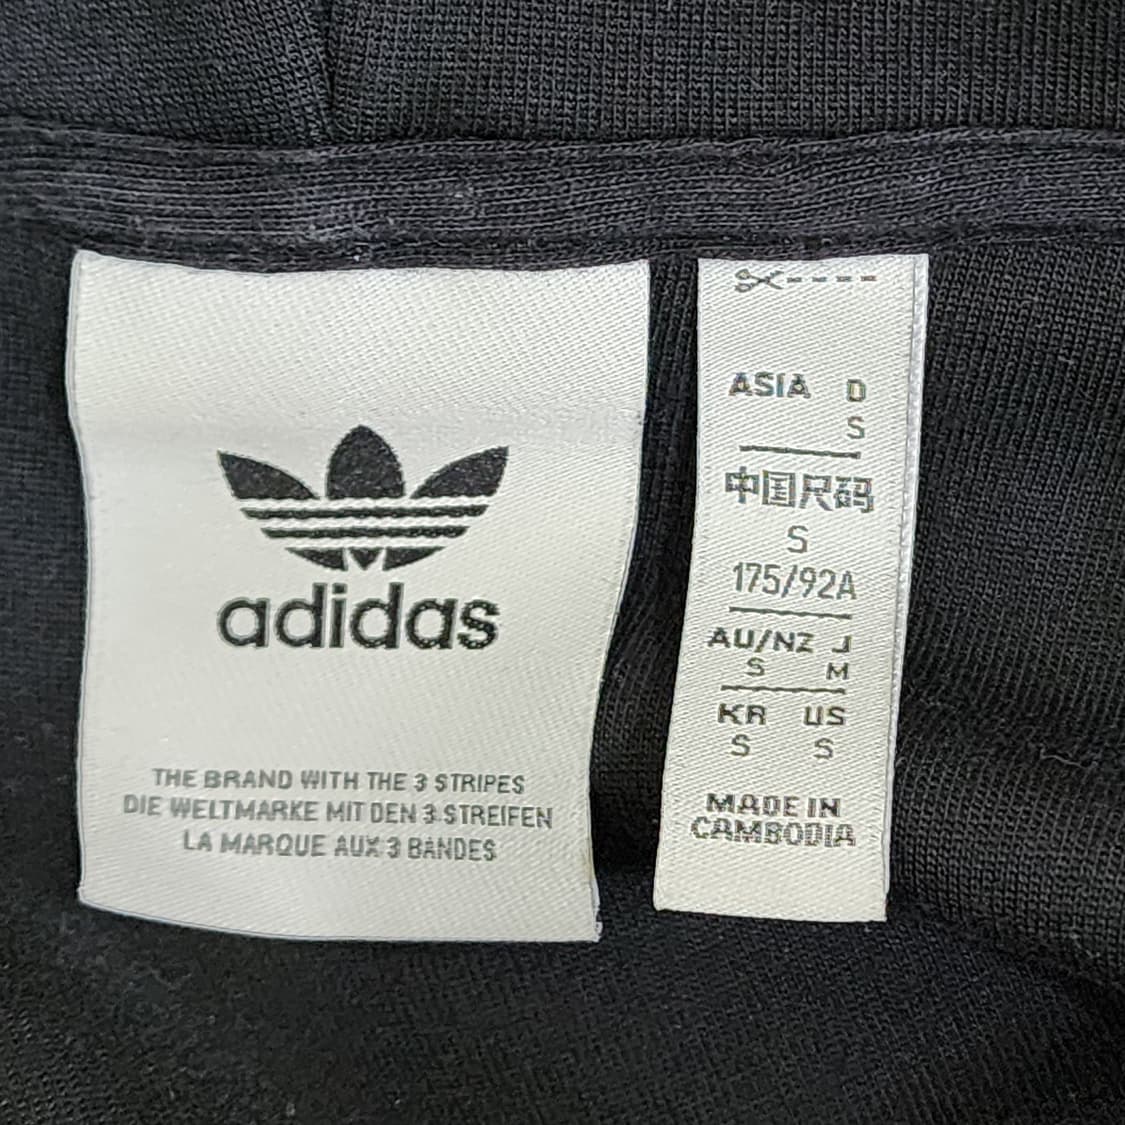 adidas
THE BRAND WITH THE 3 STRIPES
DIE WELTMARKE MIT DEN 3 STREIFEN
LA MARQUE AUX 3 BANDES
ASIA D
S
中国尺码
S
175/92A
AU/NZ J
S M
KR US
S S
MADE IN
CAMBODIA